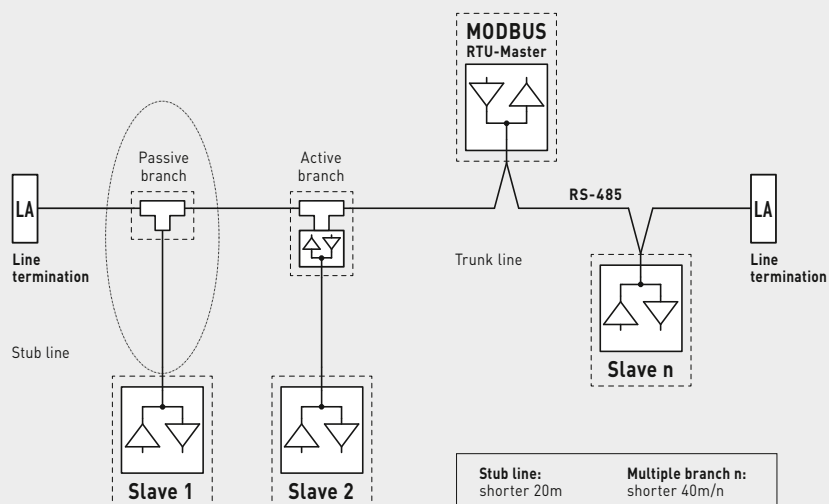 MODBUS
RTU-Master
Passive
branch
Active
branch
LA
RS-485
LA
Line
termination
Trunk line
Line
termination
Stub line
Slave n
Slave 1
Slave 2
Stub line:
shorter 20m
Multiple branch n:
shorter 40m/n